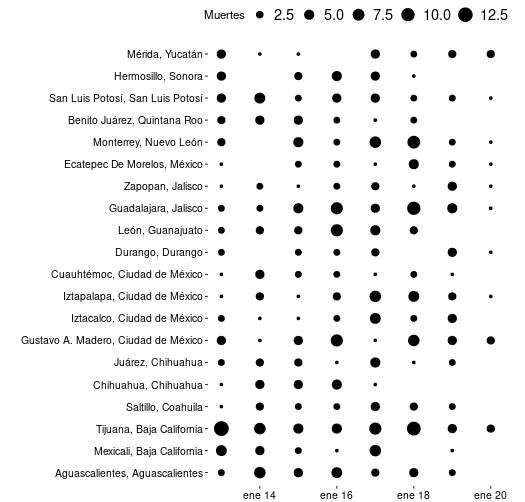 Muertes 2.5 5.0 7.5 10.0 12.5
Mérida, Yucatán
Hermosillo, Sonora
San Luis Potosí, San Luis Potosí
Benito Juárez, Quintana Roo
Monterrey, Nuevo León
Ecatepec De Morelos, México
Zapopan, Jalisco
Guadalajara, Jalisco
León, Guanajuato
Durango, Durango
Cuauhtémoc, Ciudad de México
Iztapalapa, Ciudad de México
Iztacalco, Ciudad de México
Gustavo A. Madero, Ciudad de México
Juárez, Chihuahua
Chihuahua, Chihuahua
Saltillo, Coahuila
Tijuana, Baja California
Mexicali, Baja California
Aguascalientes, Aguascalientes
ene 14 ene 16 ene 18 ene 20